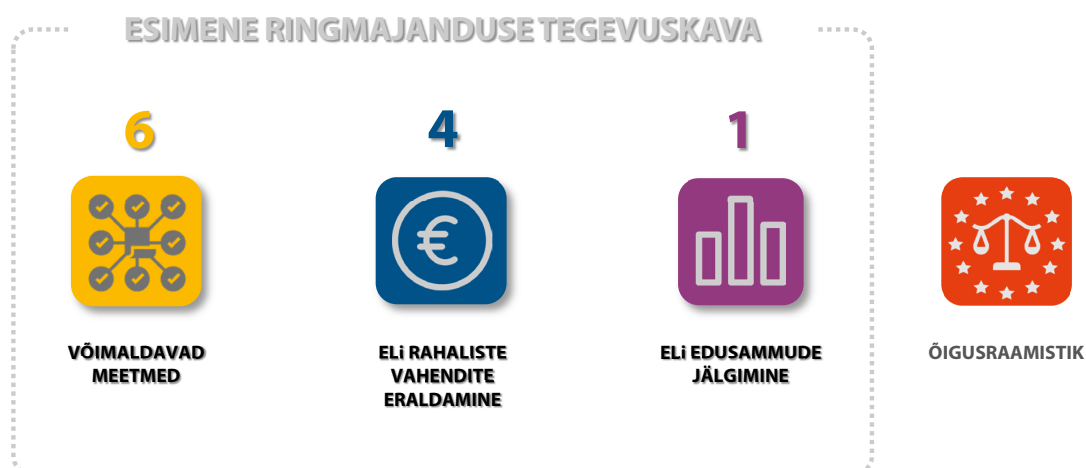 ESIMENE RINGMAJANDUSE TEGEVUSKAVA
6
VÕIMALDAVAD
MEETMED
4
ELi RAHALISTE
VAHENDITE
ERALDAMINE
1
ELi EDUSAMMUDE
JÄLGIMINE
ÕIGUSRAAMISTIK